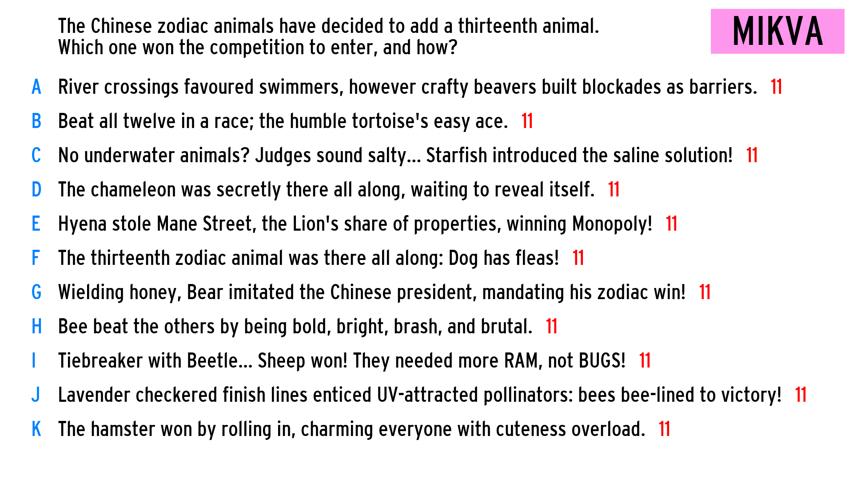 The Chinese zodiac animals have decided to add a thirteenth animal.
Which one won the competition to enter, and how?
MIKVA
A River crossings favoured swimmers, however crafty beavers built blockades as barriers. 11
B Beat all twelve in a race; the humble tortoise's easy ace. 11
C No underwater animals? Judges sound salty... Starfish introduced the saline solution! 11
D The chameleon was secretly there all along, waiting to reveal itself. 11
E Hyena stole Mane Street, the Lion's share of properties, winning Monopoly! 11
F The thirteenth zodiac animal was there all along: Dog has fleas! 11
G Wielding honey, Bear imitated the Chinese president, mandating his zodiac win! 11
H Bee beat the others by being bold, bright, brash, and brutal. 11
I Tiebreaker with Beetle... Sheep won! They needed more RAM, not BUGS! 11
J Lavender checkered finish lines enticed UV-attracted pollinators: bees bee-lined to victory! 11
K The hamster won by rolling in, charming everyone with cuteness overload. 11